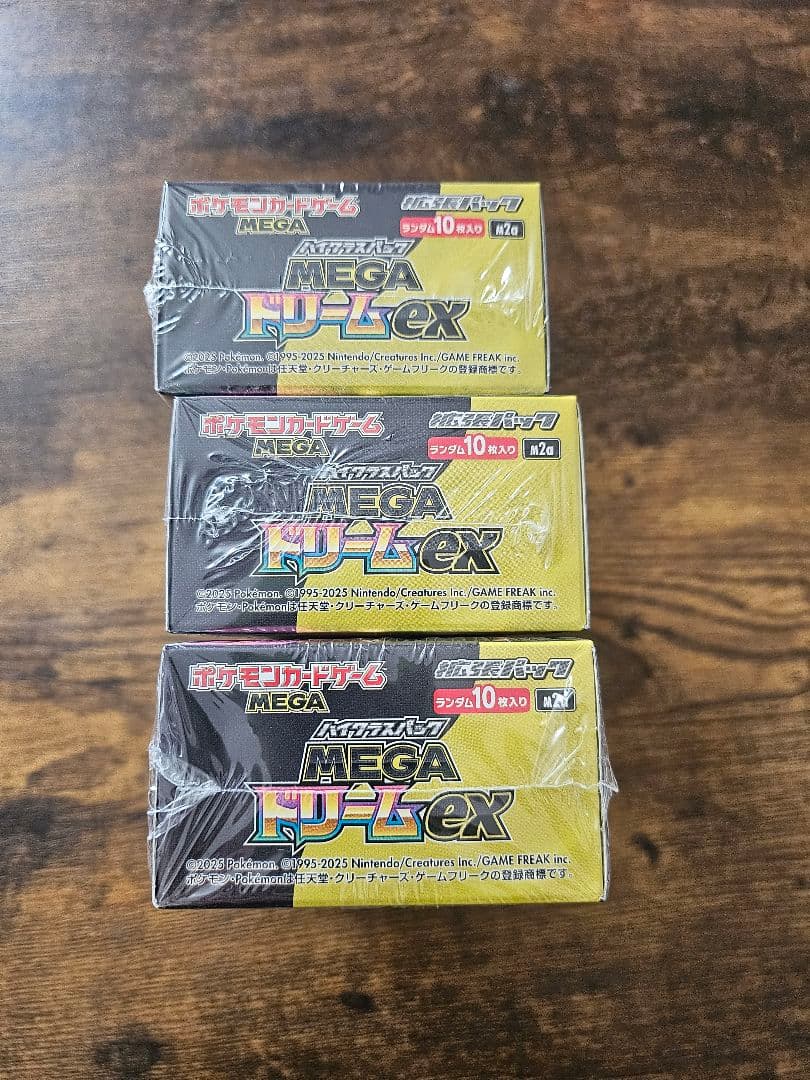 ポケモンカードゲーム 拡張パック
MEGA ランダム10枚入り M2a
ハイクラスパック
MEGA
ドリームex
©2025 Pokémon. ©1995-2025 Nintendo/Creatures Inc./GAME FREAK inc.
ポケモン・Pokémonは任天堂・クリーチャーズ・ゲームフリークの登録商標です。
ポケモンカードゲーム 拡張パック
MEGA ランダム10枚入り M2a
ハイクラスパック
MEGA
ドリームex
©2025 Pokémon. ©1995-2025 Nintendo/Creatures Inc./GAME FREAK inc.
ポケモン・Pokémonは任天堂・クリーチャーズ・ゲームフリークの登録商標です。
ポケモンカードゲーム 拡張パック
MEGA ランダム10枚入り M2a
ハイクラスパック
MEGA
ドリームex
©2025 Pokémon. ©1995-2025 Nintendo/Creatures Inc./GAME FREAK inc.
ポケモン・Pokémonは任天堂・クリーチャーズ・ゲームフリークの登録商標です。